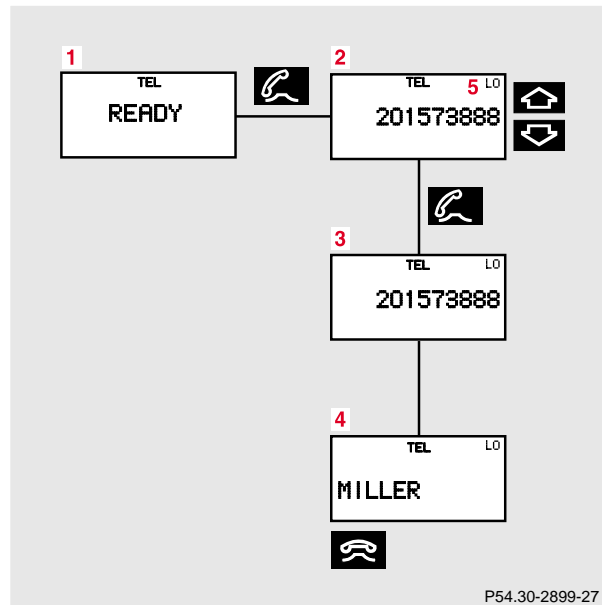 1
TEL
READY
2
TEL 5 LO
201573888
3
TEL LO
201573888
4
TEL LO
MILLER
P54.30-2899-27